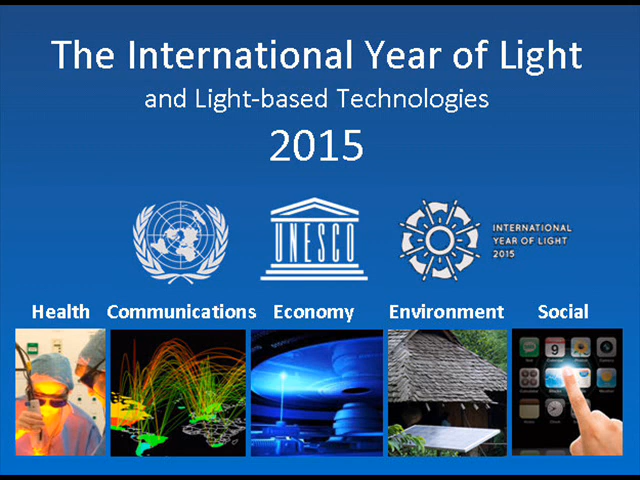 The International Year of Light
and Light-based Technologies
2015
UNESCO
INTERNATIONAL
YEAR OF LIGHT
2015
Health Communications Economy Environment Social
9